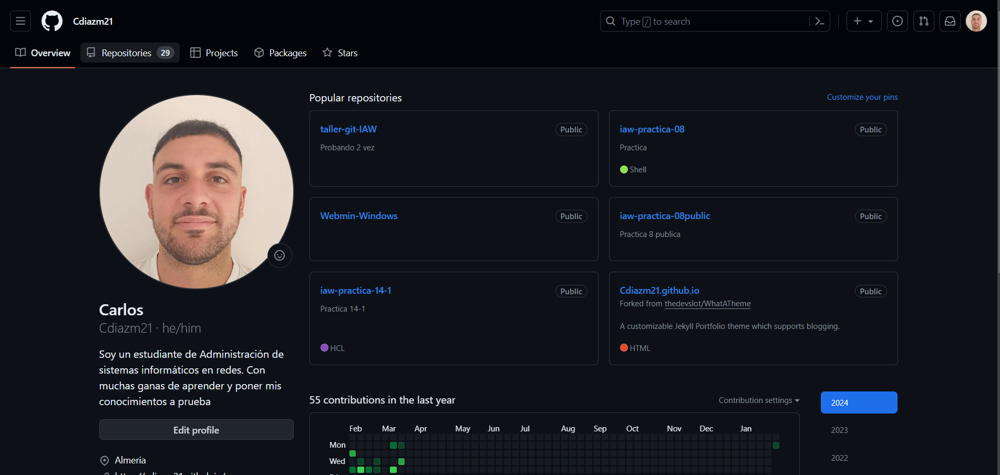 Cdiazm21
Type / to search
Overview
Repositories 29
Projects
Packages
Stars
Popular repositories
Customize your pins
taller-git-IAW
Public
Probando 2 vez
iaw-practica-08
Public
Practica
Shell
Webmin-Windows
Public
iaw-practica-08public
Public
Practica 8 publica
iaw-practica-14-1
Public
Practica 14-1
HCL
Cdiazm21.github.io
Public
Forked from thedevslot/WhatATheme
A customizable Jekyll Portfolio theme which supports blogging.
HTML
Carlos
Cdiazm21 · he/him
Soy un estudiante de Administración de
sistemas informáticos en redes. Con
muchas ganas de aprender y poner mis
conocimientos a prueba
Edit profile
Almeria
55 contributions in the last year
Contribution settings
2024
2023
2022
Feb Mar Apr May Jun Jul Aug Sep Oct Nov Dec Jan
Mon
Wed